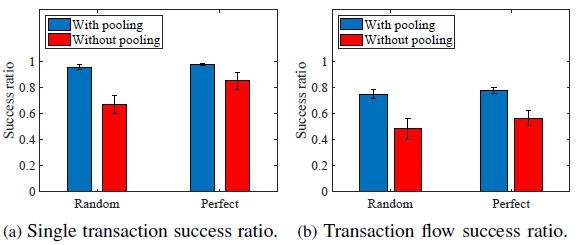 With pooling
Without pooling
Success ratio
1
0.8
0.6
0.4
0.2
0
Random
Perfect
(a) Single transaction success ratio.
With pooling
Without pooling
Success ratio
1
0.8
0.6
0.4
0.2
0
Random
Perfect
(b) Transaction flow success ratio.